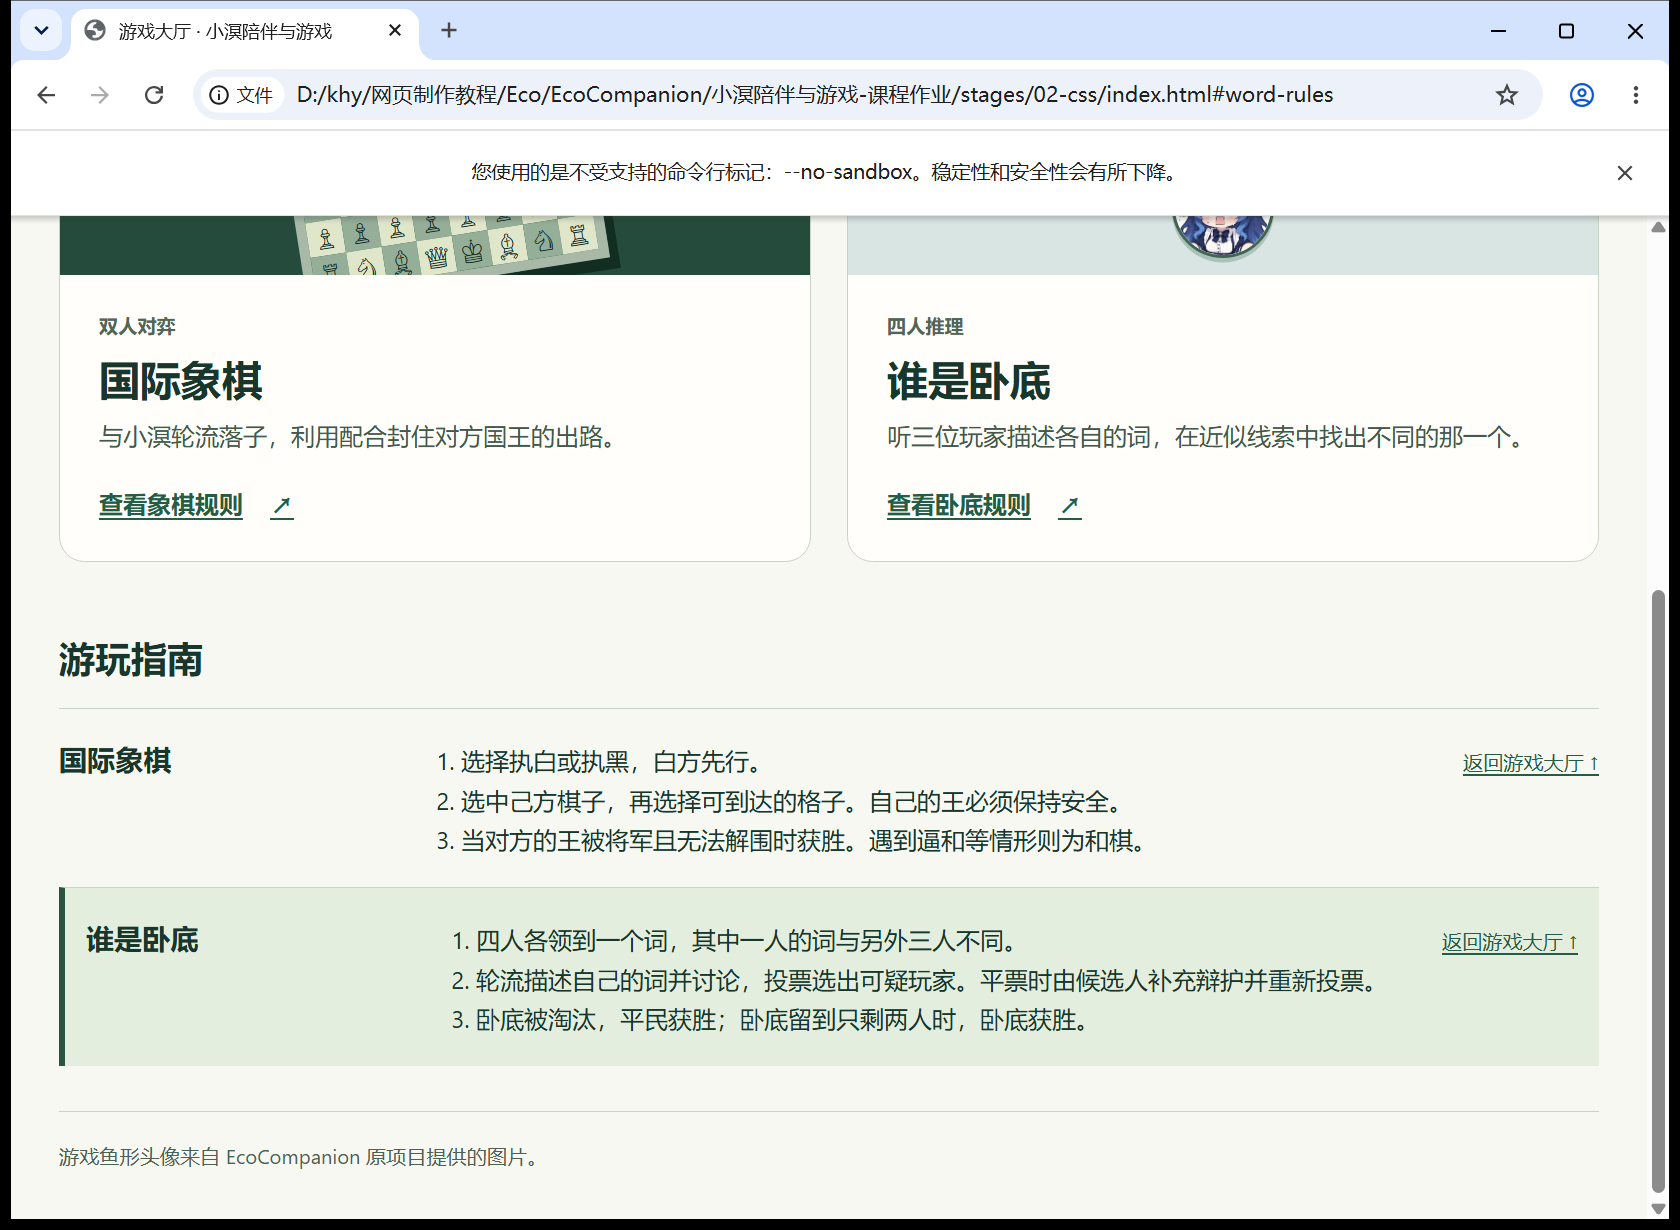 游戏大厅 · 小溟陪伴与游戏
文件
D:/khy/网页制作教程/Eco/EcoCompanion/小溟陪伴与游戏-课程作业/stages/02-css/index.html#word-rules
您使用的是不受支持的命令行标记：--no-sandbox。稳定性和安全性会有所下降。
双人对弈
国际象棋
与小溟轮流落子，利用配合封住对方国王的出路。
查看象棋规则 ↗
四人推理
谁是卧底
听三位玩家描述各自的词，在近似线索中找出不同的那一个。
查看卧底规则 ↗
游玩指南
国际象棋
1. 选择执白或执黑，白方先行。
2. 选中己方棋子，再选择可到达的格子。自己的王必须保持安全。
3. 当对方的王被将军且无法解围时获胜。遇到逼和等情形则为和棋。
返回游戏大厅 ↑
谁是卧底
1. 四人各领到一个词，其中一人的词与另外三人不同。
2. 轮流描述自己的词并讨论，投票选出可疑玩家。平票时由候选人补充辩护并重新投票。
3. 卧底被淘汰，平民获胜；卧底留到只剩两人时，卧底获胜。
返回游戏大厅 ↑
游戏鱼形头像来自 EcoCompanion 原项目提供的图片。